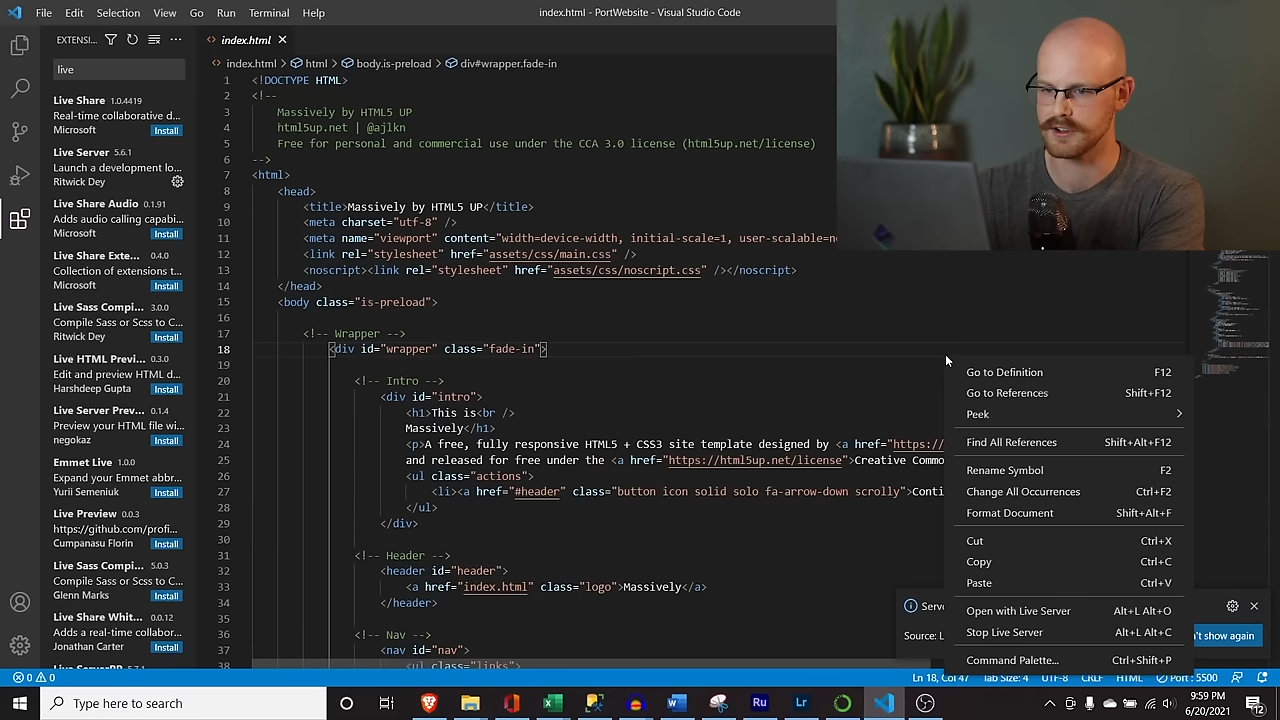 File Edit Selection View Go Run Terminal Help
index.html - PortWebsite - Visual Studio Code
EXTENSI...
live
Live Share 1.0.4419
Real-time collaborative d...
Microsoft Install
Live Server 5.6.1
Launch a development lo...
Ritwick Dey
Live Share Audio 0.1.91
Adds audio calling capabi...
Microsoft Install
Live Share Exte... 0.4.0
Collection of extensions t...
Microsoft Install
Live Sass Compi... 3.0.0
Compile Sass or Scss to C...
Ritwick Dey Install
Live HTML Previ... 0.3.0
Edit and preview HTML d...
Harshdeep Gupta Install
Live Server Prev... 0.1.4
Preview your HTML file wi...
negokaz Install
Emmet Live 1.0.0
Expand your Emmet abbr...
Yurii Semeniuk Install
Live Preview 0.0.3
https://github.com/profi...
Cumpanasu Florin Install
Live Sass Compi... 5.0.3
Compile Sass or Scss to C...
Glenn Marks Install
Live Share Whit... 0.0.12
Adds a real-time collabor...
Jonathan Carter Install
index.html
index.html > html > body.is-preload > div#wrapper.fade-in
1 <!DOCTYPE HTML>
2 <!--
3 Massively by HTML5 UP
4 html5up.net | @ajlkn
5 Free for personal and commercial use under the CCA 3.0 license (html5up.net/license)
6 -->
7 <html>
8 <head>
9 <title>Massively by HTML5 UP</title>
10 <meta charset="utf-8" />
11 <meta name="viewport" content="width=device-width, initial-scale=1, user-scalable=n
12 <link rel="stylesheet" href="assets/css/main.css" />
13 <noscript><link rel="stylesheet" href="assets/css/noscript.css" /></noscript>
14 </head>
15 <body class="is-preload">
16
17 <!-- Wrapper -->
18 <div id="wrapper" class="fade-in">
19
20 <!-- Intro -->
21 <div id="intro">
22 <h1>This is<br />
23 Massively</h1>
24 <p>A free, fully responsive HTML5 + CSS3 site template designed by <a href="https://
25 and released for free under the <a href="https://html5up.net/license">Creative Commo
26 <ul class="actions">
27 <li><a href="#header" class="button icon solid solo fa-arrow-down scrolly">Conti
28 </ul>
29 </div>
30
31 <!-- Header -->
32 <header id="header">
33 <a href="index.html" class="logo">Massively</a>
34 </header>
35
36 <!-- Nav -->
37 <nav id="nav">
38 <ul class="links">
Go to Definition F12
Go to References Shift+F12
Peek
Find All References Shift+Alt+F12
Rename Symbol F2
Change All Occurrences Ctrl+F2
Format Document Shift+Alt+F
Cut Ctrl+X
Copy Ctrl+C
Paste Ctrl+V
Open with Live Server Alt+L Alt+O
Stop Live Server Alt+L Alt+C
Command Palette... Ctrl+Shift+P
Serve
Source: L
n't show again
0 0
Ln 18, Col 47 Tab Size: 4 UTF-8 CRLF HTML Port : 5500
Type here to search
Ru
Lr
9:59 PM
6/20/2021